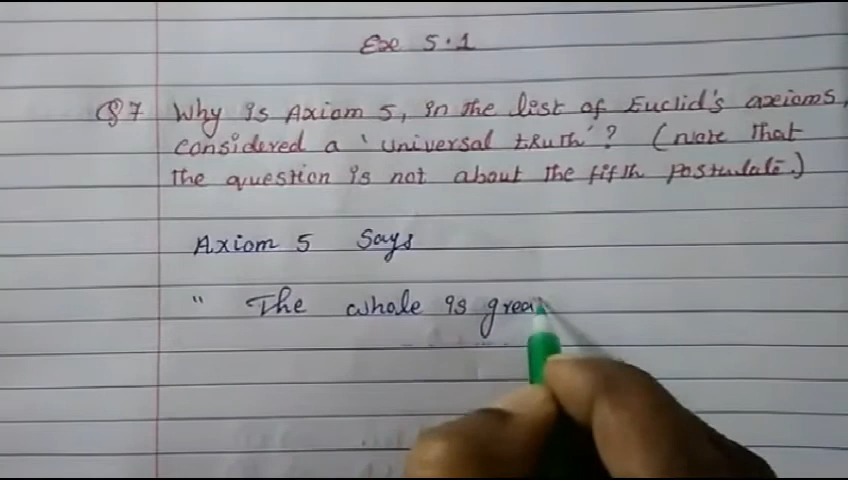 Exe 5.1
Q7 Why is Axiom 5, in the list of Euclid's axioms,
considered a 'universal truth'? (Note that
the question is not about the fifth postulate.)
Axiom 5 Says
" The whole is grea